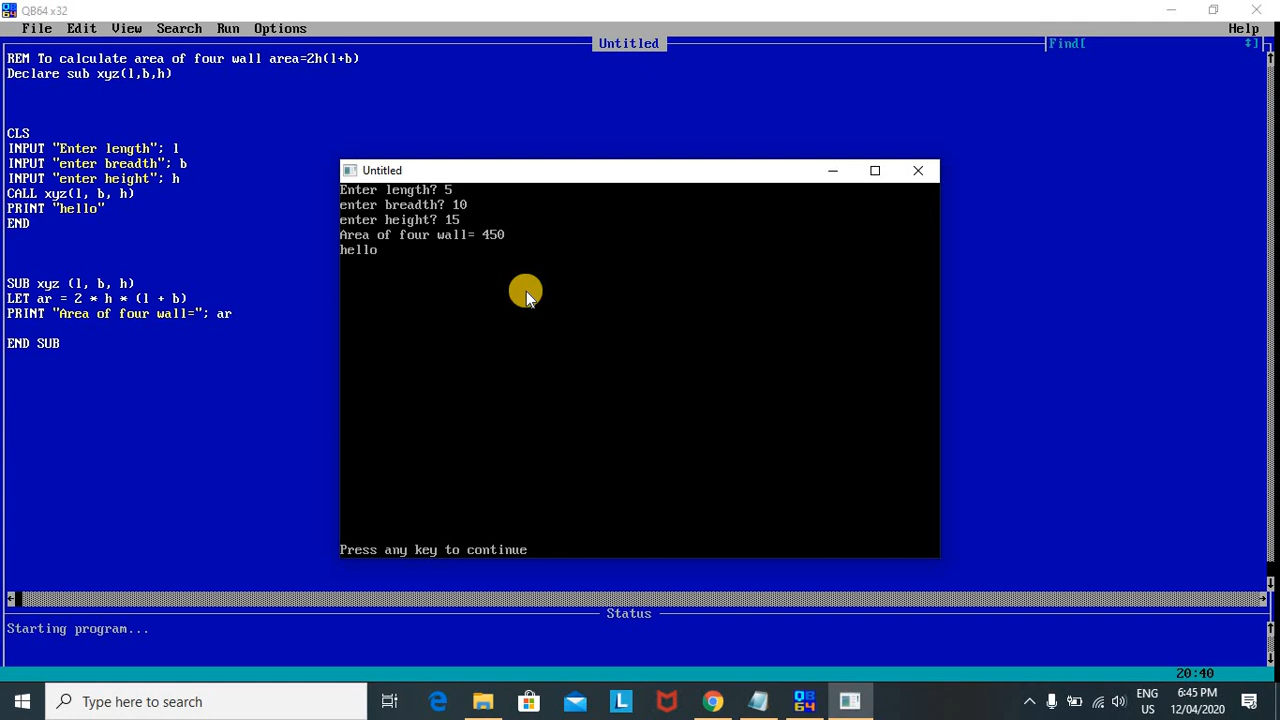 QB64 x32
File Edit View Search Run Options Help
Untitled
Find[
REM To calculate area of four wall area=2h(l+b)
Declare sub xyz(l,b,h)
CLS
INPUT "Enter length"; l
INPUT "enter breadth"; b
INPUT "enter height"; h
CALL xyz(l, b, h)
PRINT "hello"
END
SUB xyz (l, b, h)
LET ar = 2 * h * (l + b)
PRINT "Area of four wall="; ar
END SUB
Untitled
Enter length? 5
enter breadth? 10
enter height? 15
Area of four wall= 450
hello
Press any key to continue
Status
Starting program...
20:40
Type here to search
ENG
US
6:45 PM
12/04/2020